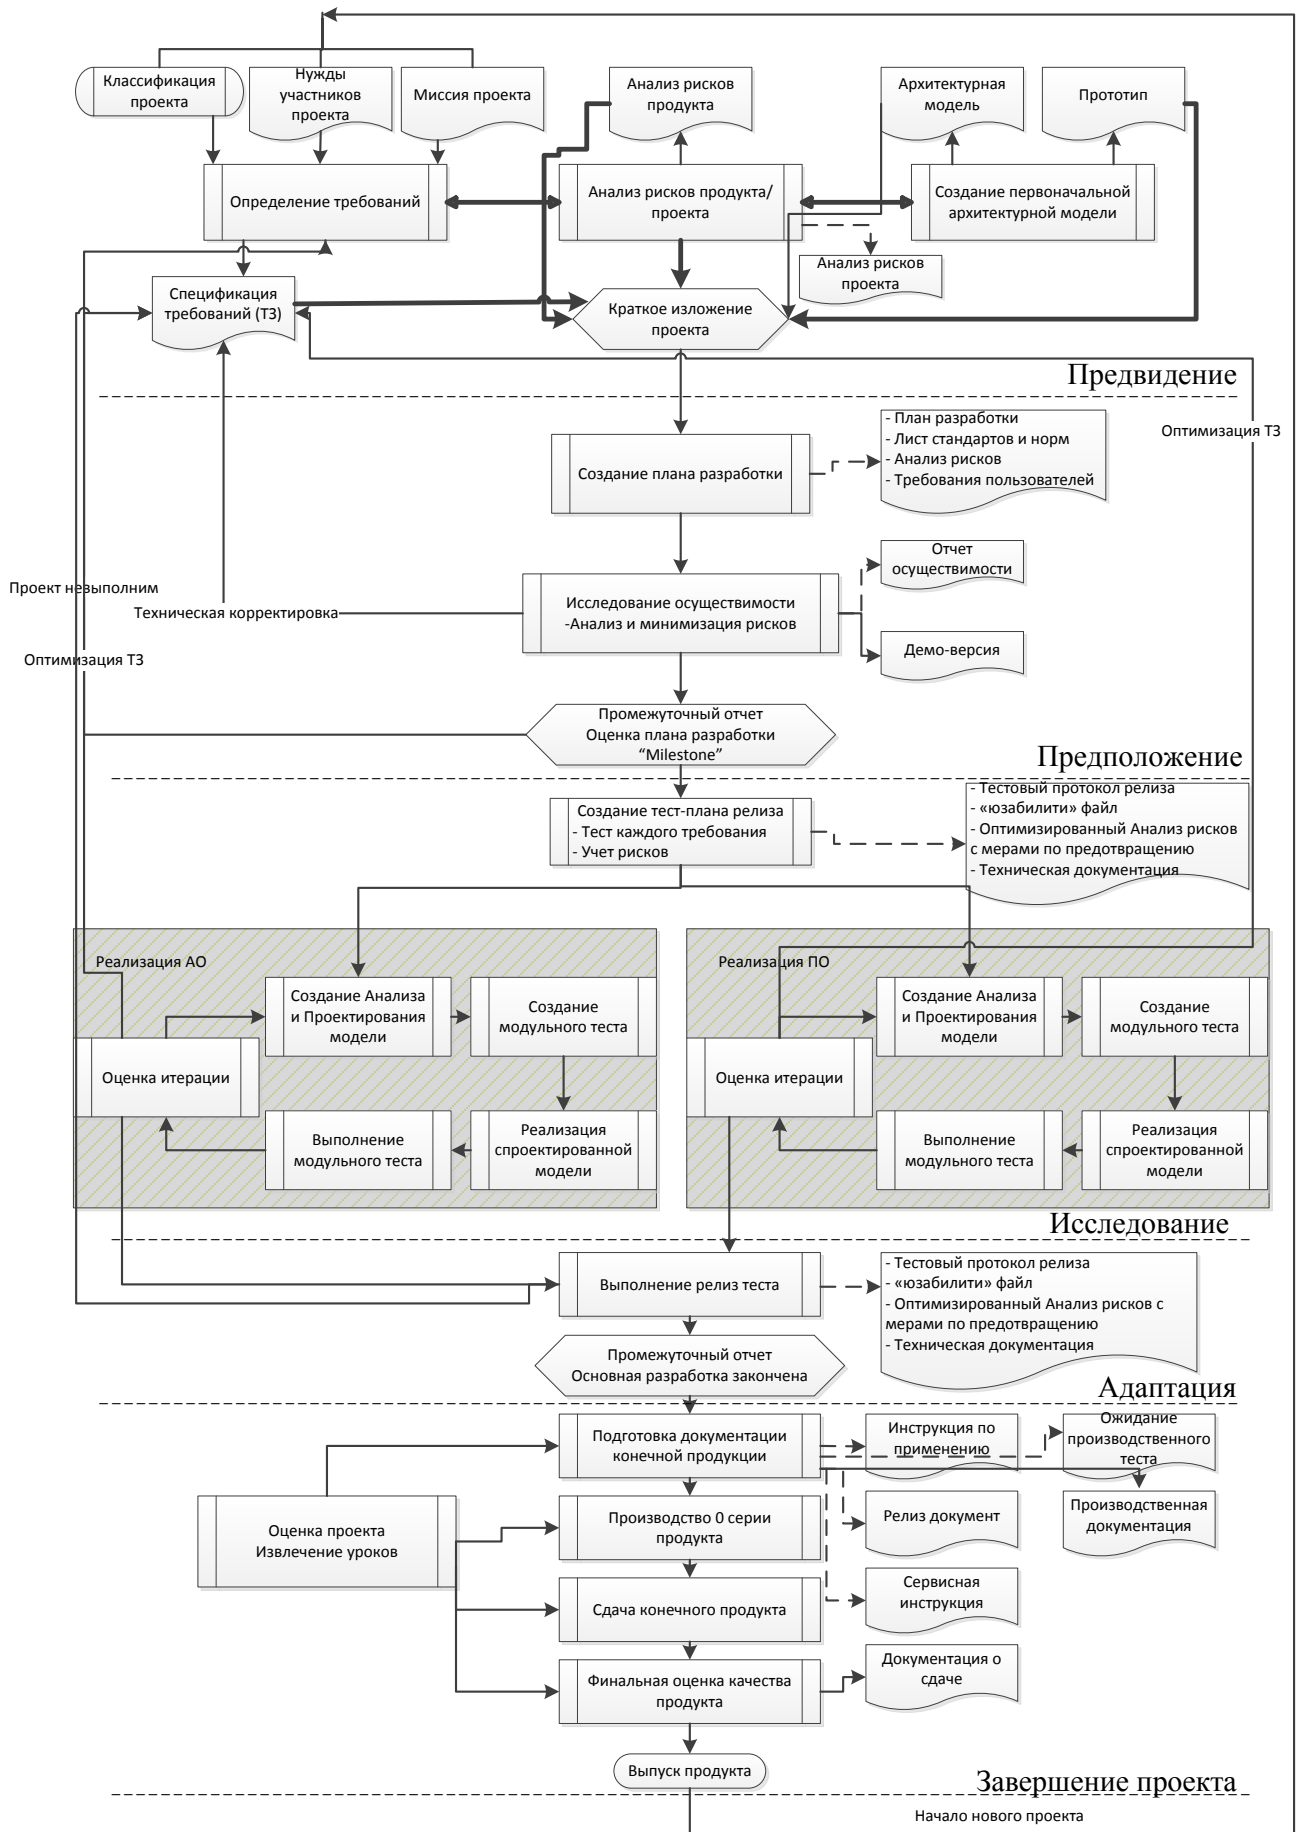 Классификация
проекта
Нужды
участников
проекта
Миссия проекта
Анализ рисков
продукта
Архитектурная
модель
Прототип
Определение требований
Анализ рисков продукта/
проекта
Создание первоначальной
архитектурной модели
Анализ рисков
проекта
Спецификация
требований (ТЗ)
Краткое изложение
проекта
Предвидение
Оптимизация ТЗ
- План разработки
- Лист стандартов и норм
- Анализ рисков
- Требования пользователей
Создание плана разработки
Отчет
осуществимости
Проект невыполним
Техническая корректировка
Исследование осуществимости
-Анализ и минимизация рисков
Демо-версия
Оптимизация ТЗ
Промежуточный отчет
Оценка плана разработки
“Milestone”
Предположение
Создание тест-плана релиза
- Тест каждого требования
- Учет рисков
- Тестовый протокол релиза
- «юзабилити» файл
- Оптимизированный Анализ рисков
с мерами по предотвращению
- Техническая документация
Реализация АО
Создание Анализа
и Проектирования
модели
Создание
модульного теста
Оценка итерации
Выполнение
модульного теста
Реализация
спроектированной
модели
Реализация ПО
Создание Анализа
и Проектирования
модели
Создание
модульного теста
Оценка итерации
Выполнение
модульного теста
Реализация
спроектированной
модели
Исследование
Выполнение релиз теста
- Тестовый протокол релиза
- «юзабилити» файл
- Оптимизированный Анализ рисков с
мерами по предотвращению
- Техническая документация
Промежуточный отчет
Основная разработка закончена
Адаптация
Подготовка документации
конечной продукции
Инструкция по
применению
Ожидание
производственного
теста
Оценка проекта
Извлечение уроков
Производство 0 серии
продукта
Релиз документ
Производственная
документация
Сдача конечного продукта
Сервисная
инструкция
Финальная оценка качества
продукта
Документация о
сдаче
Выпуск продукта
Завершение проекта
Начало нового проекта